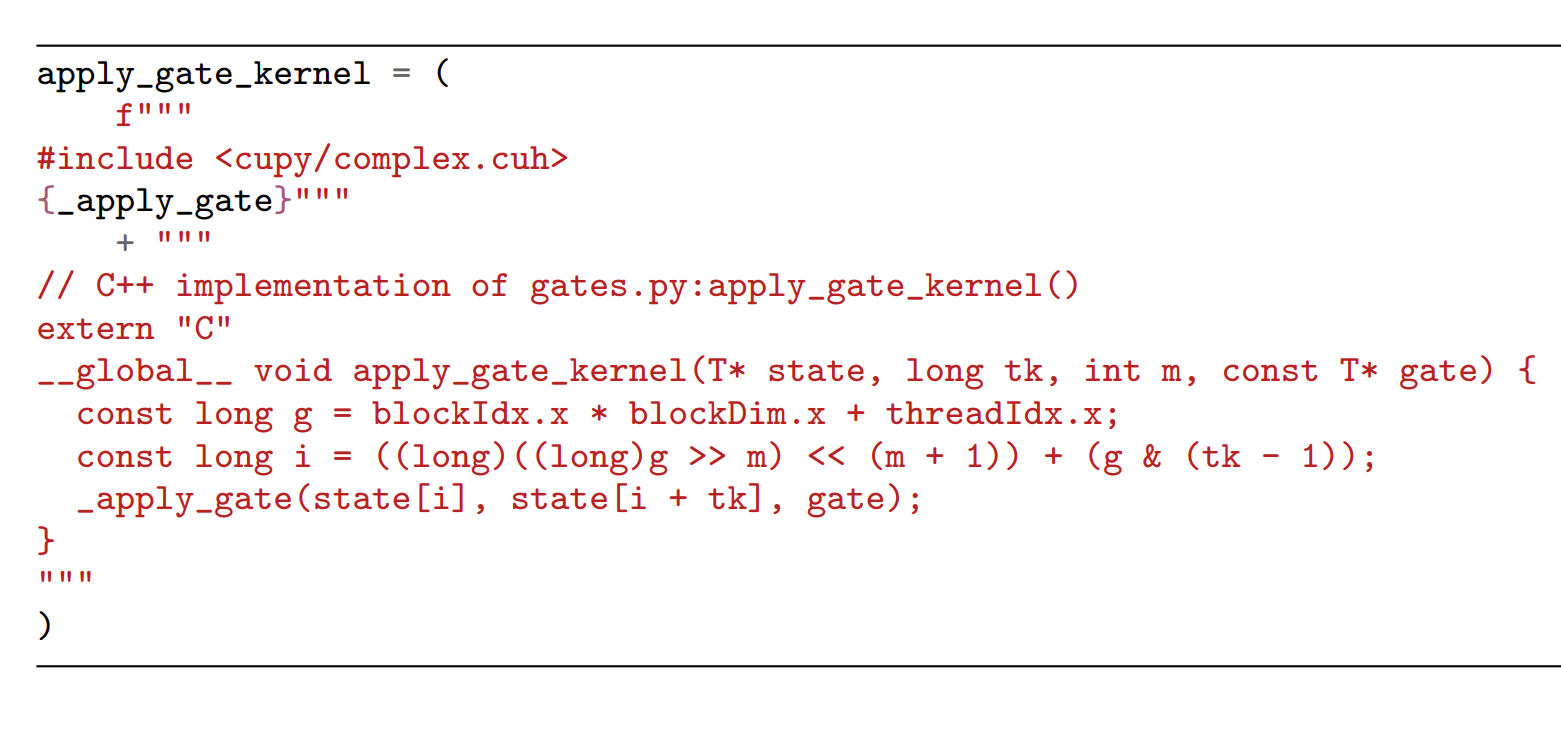 apply_gate_kernel = (
    f"""
#include <cupy/complex.cuh>
{_apply_gate}"""
    + """
// C++ implementation of gates.py:apply_gate_kernel()
extern "C"
__global__ void apply_gate_kernel(T* state, long tk, int m, const T* gate) {
  const long g = blockIdx.x * blockDim.x + threadIdx.x;
  const long i = ((long)((long)g >> m) << (m + 1)) + (g & (tk - 1));
  _apply_gate(state[i], state[i + tk], gate);
}
"""
)